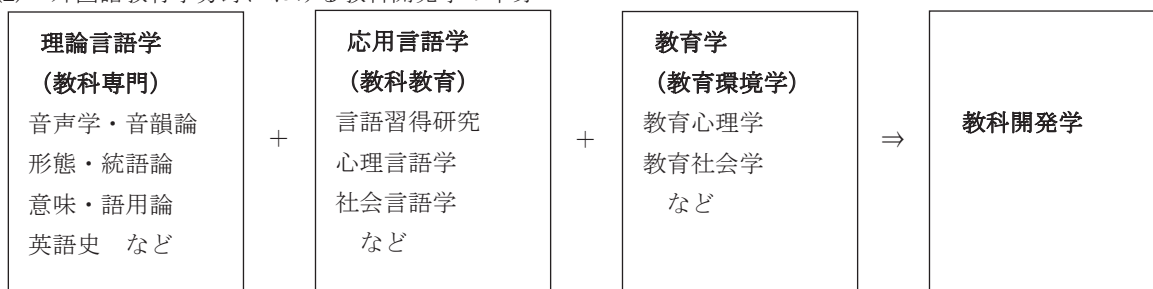 理論言語学
(教科専門)
音声学・音韻論
形態・統語論
意味・語用論
英語史　など
+
応用言語学
(教科教育)
言語習得研究
心理言語学
社会言語学
など
+
教育学
(教育環境学)
教育心理学
教育社会学
など
⇒
教科開発学